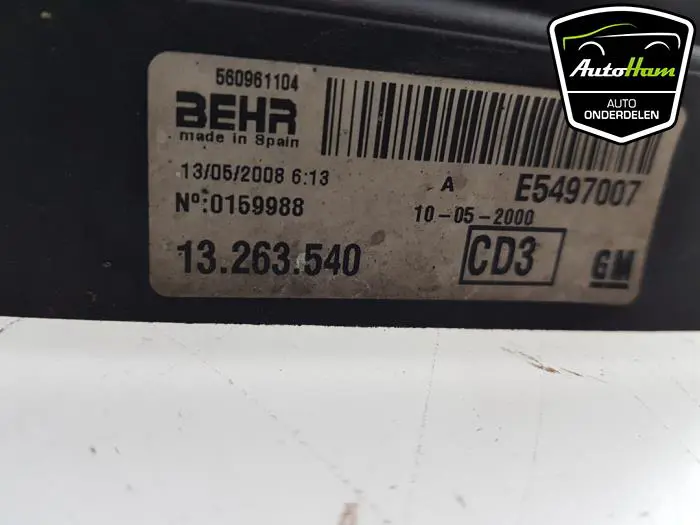 560961104
BEHR
made in Spain
13/05/2008 6:13
A
E5497007
Nº:0159988
10-05-2000
13.263.540
CD3
GM
AutoHam
AUTO
ONDERDELEN